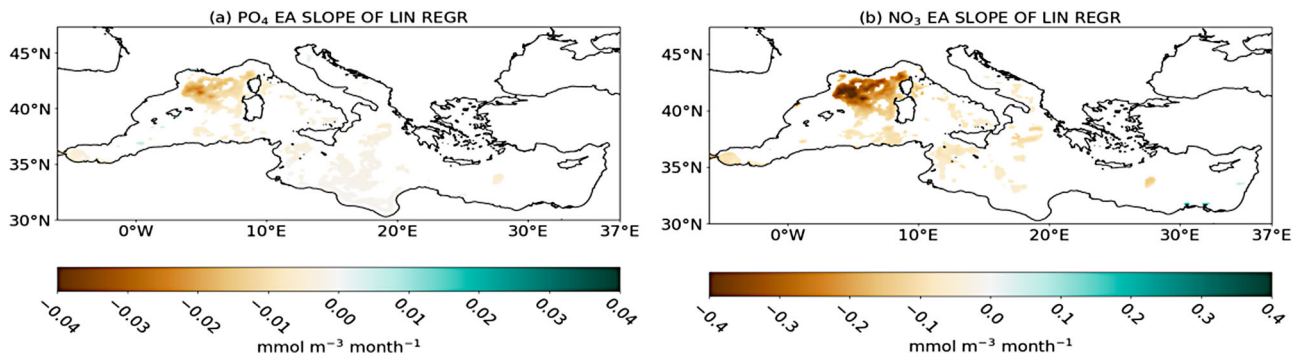 (a) PO₄ EA SLOPE OF LIN REGR
45°N
40°N
35°N
30°N
0°W 10°E 20°E 30°E 37°E
−0.04 −0.03 −0.02 −0.01 0.00 0.01 0.02 0.03 0.04
mmol m⁻³ month⁻¹
(b) NO₃ EA SLOPE OF LIN REGR
45°N
40°N
35°N
30°N
0°W 10°E 20°E 30°E 37°E
−0.4 −0.3 −0.2 −0.1 0.0 0.1 0.2 0.3 0.4
mmol m⁻³ month⁻¹